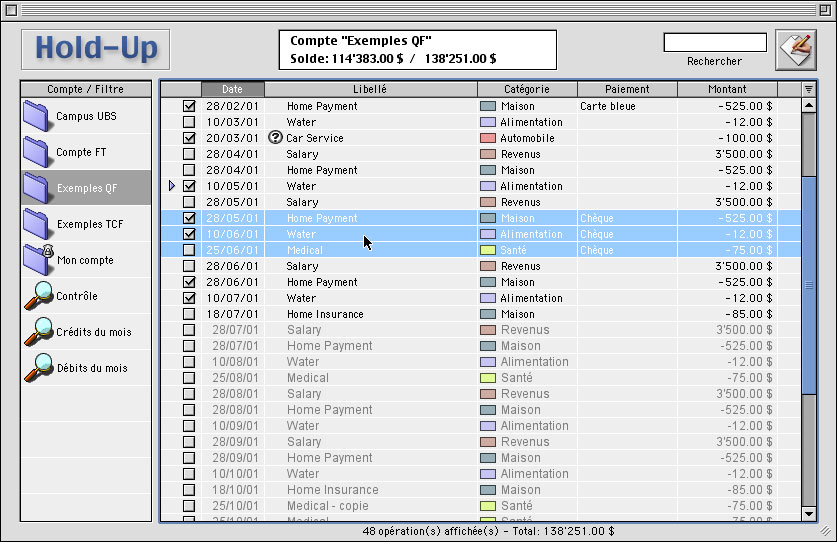 Hold-Up
Compte "Exemples QF"
Solde: 114'383.00 $ / 138'251.00 $
Rechercher
Compte / Filtre
Campus UBS
Compte FT
Exemples QF
Exemples TCF
Mon compte
Contrôle
Crédits du mois
Débits du mois
Date Libellé Catégorie Paiement Montant
28/02/01 Home Payment Maison Carte bleue -525.00 $
10/03/01 Water Alimentation -12.00 $
20/03/01 ? Car Service Automobile -100.00 $
28/04/01 Salary Revenus 3'500.00 $
28/04/01 Home Payment Maison -525.00 $
10/05/01 Water Alimentation -12.00 $
28/05/01 Salary Revenus 3'500.00 $
28/05/01 Home Payment Maison Chèque -525.00 $
10/06/01 Water Alimentation Chèque -12.00 $
25/06/01 Medical Santé Chèque -75.00 $
28/06/01 Salary Revenus 3'500.00 $
28/06/01 Home Payment Maison -525.00 $
10/07/01 Water Alimentation -12.00 $
18/07/01 Home Insurance Maison -85.00 $
28/07/01 Salary Revenus 3'500.00 $
28/07/01 Home Payment Maison -525.00 $
10/08/01 Water Alimentation -12.00 $
25/08/01 Medical Santé -75.00 $
28/08/01 Salary Revenus 3'500.00 $
28/08/01 Home Payment Maison -525.00 $
10/09/01 Water Alimentation -12.00 $
28/09/01 Salary Revenus 3'500.00 $
28/09/01 Home Payment Maison -525.00 $
10/10/01 Water Alimentation -12.00 $
18/10/01 Home Insurance Maison -85.00 $
25/10/01 Medical - copie Santé -75.00 $
48 opération(s) affichée(s) - Total: 138'251.00 $